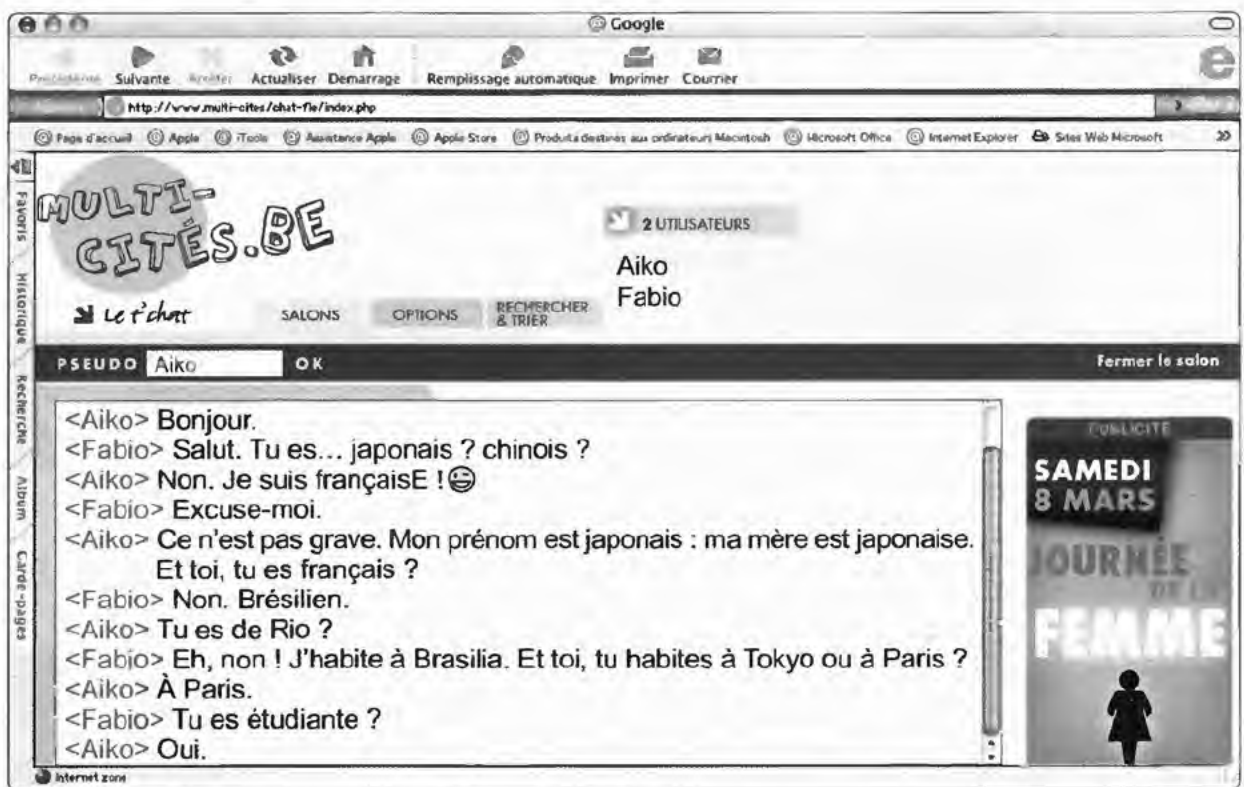 Google
Précédente Suivante Arrêter Actualiser Démarrage Remplissage automatique Imprimer Courrier
http://www.multi-cites/chat-fle/index.php
Page d'accueil Apple iTools Assistance Apple Apple Store Produits destinés aux ordinateurs Macintosh Microsoft Office Internet Explorer Sites Web Microsoft
Favoris
Historique
Recherche
Album
Garde-pages
MULTI-
CITÉS.BE
2 UTILISATEURS
Aiko
Fabio
Le t'chat
SALONS OPTIONS RECHERCHER
& TRIER
PSEUDO Aiko OK Fermer le salon
<Aiko> Bonjour.
<Fabio> Salut. Tu es... japonais ? chinois ?
<Aiko> Non. Je suis françaisE !😃
<Fabio> Excuse-moi.
<Aiko> Ce n'est pas grave. Mon prénom est japonais : ma mère est japonaise.
Et toi, tu es français ?
<Fabio> Non. Brésilien.
<Aiko> Tu es de Rio ?
<Fabio> Eh, non ! J'habite à Brasilia. Et toi, tu habites à Tokyo ou à Paris ?
<Aiko> À Paris.
<Fabio> Tu es étudiante ?
<Aiko> Oui.
PUBLICITÉ
SAMEDI
8 MARS
JOURNÉE
DE LA
FEMME
Internet zone